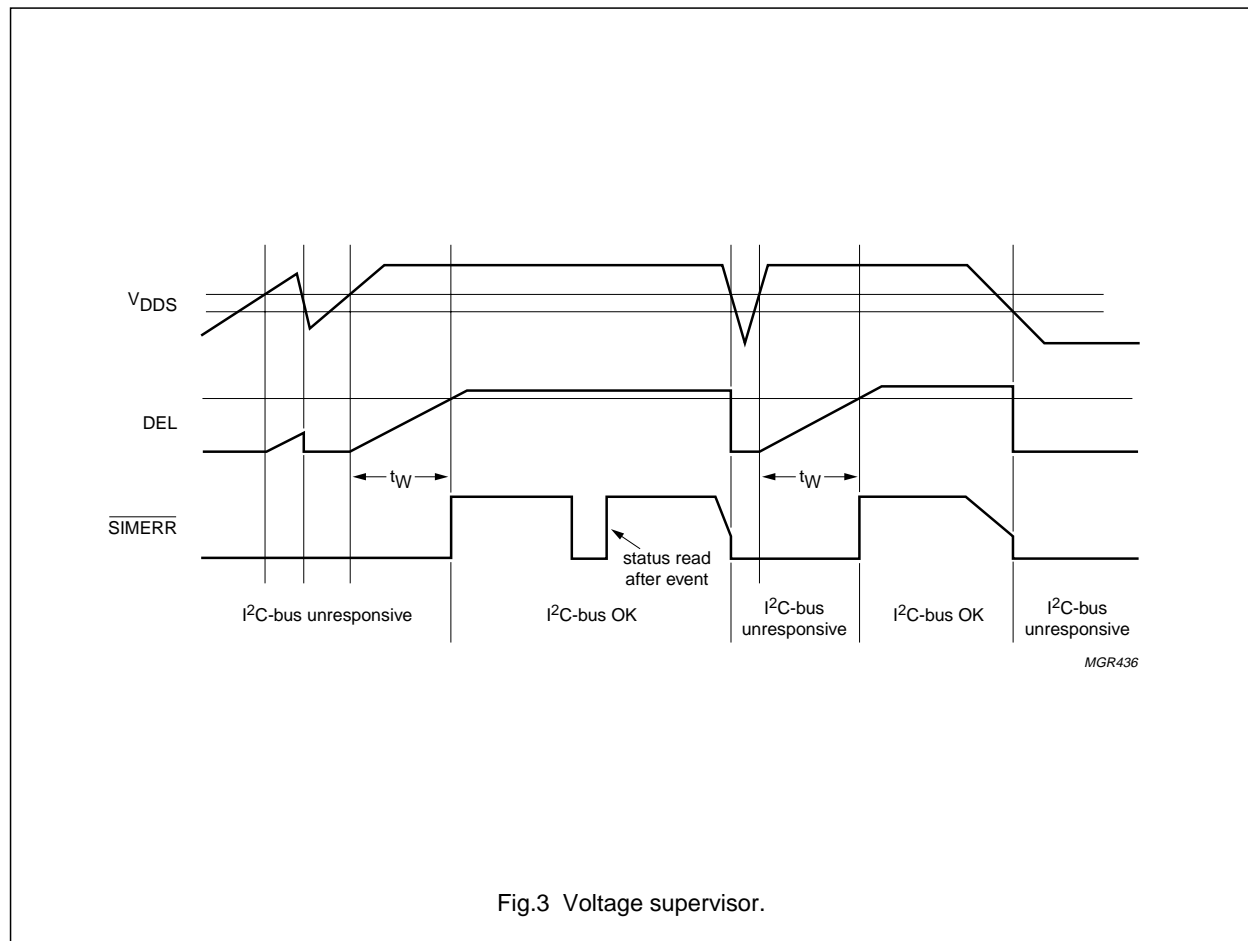 VDDS
DEL
tW
tW
SIMERR
status read
after event
I2C-bus unresponsive
I2C-bus OK
I2C-bus
unresponsive
I2C-bus OK
I2C-bus
unresponsive
MGR436
Fig.3 Voltage supervisor.